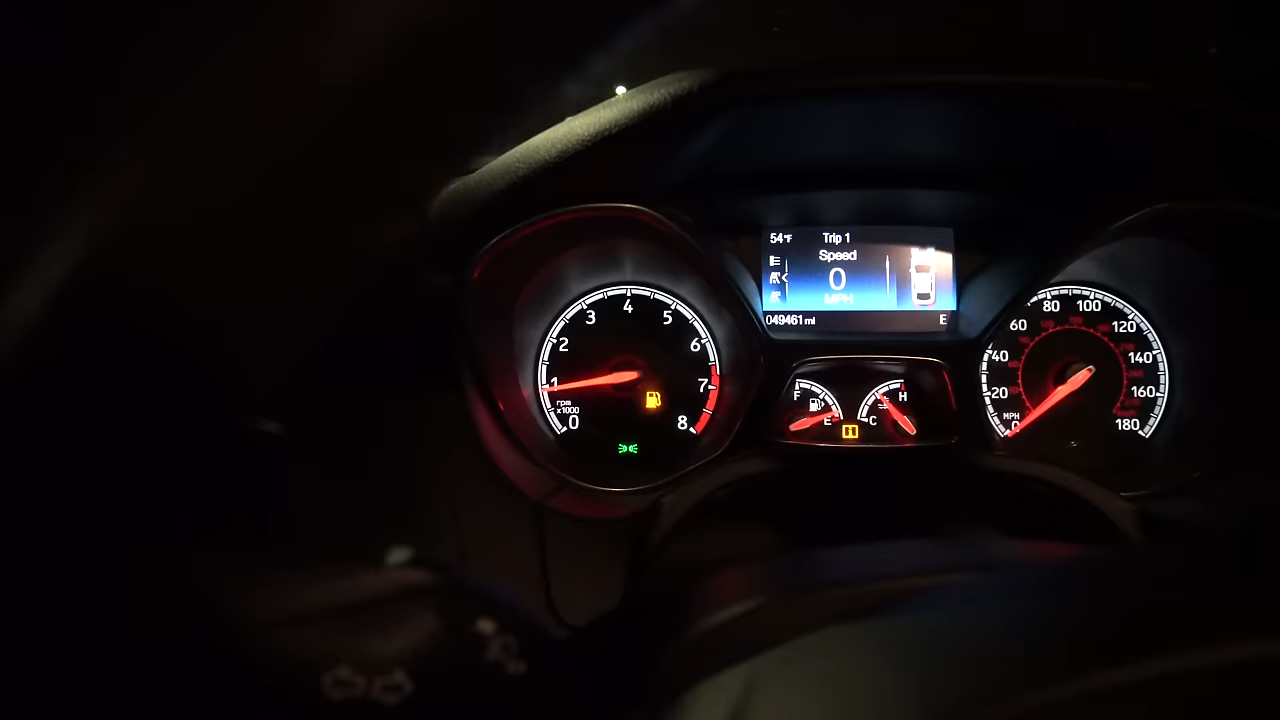 54°F Trip 1
Speed
0
MPH
049461 mi E
0 1 2 3 4 5 6 7 8
rpm
x1000
F E
C H
0 20 40 60 80 100 120 140 160 180
MPH